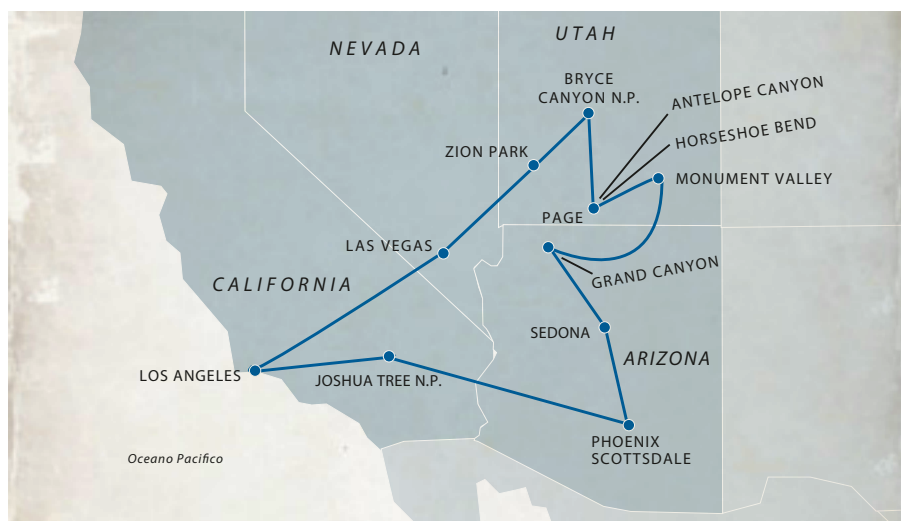 NEVADA
UTAH
BRYCE
CANYON N.P.
ANTELOPE CANYON
HORSESHOE BEND
ZION PARK
MONUMENT VALLEY
PAGE
LAS VEGAS
GRAND CANYON
CALIFORNIA
SEDONA
ARIZONA
LOS ANGELES
JOSHUA TREE N.P.
PHOENIX
SCOTTSDALE
Oceano Pacifico